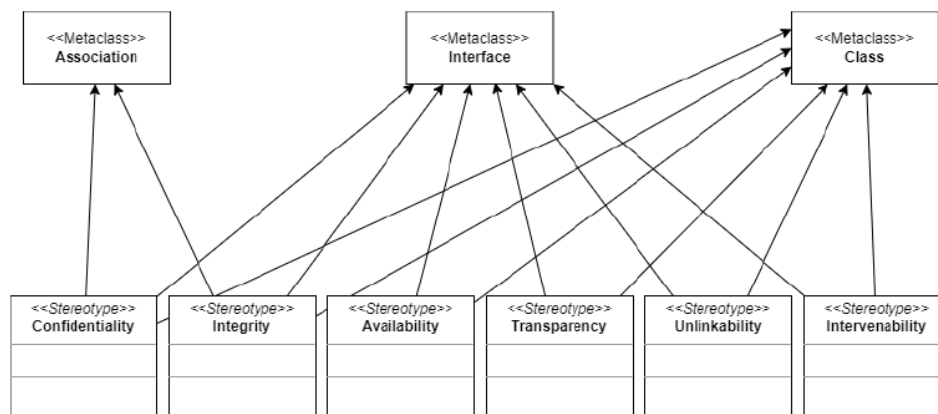 <<Metaclass>>
Association
<<Metaclass>>
Interface
<<Metaclass>>
Class
<<Stereotype>>
Confidentiality
<<Stereotype>>
Integrity
<<Stereotype>>
Availability
<<Stereotype>>
Transparency
<<Stereotype>>
Unlinkability
<<Stereotype>>
Intervenability